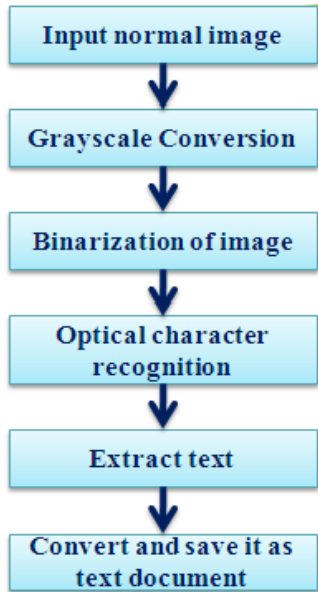 Input normal image
Grayscale Conversion
Binarization of image
Optical character
recognition
Extract text
Convert and save it as
text document